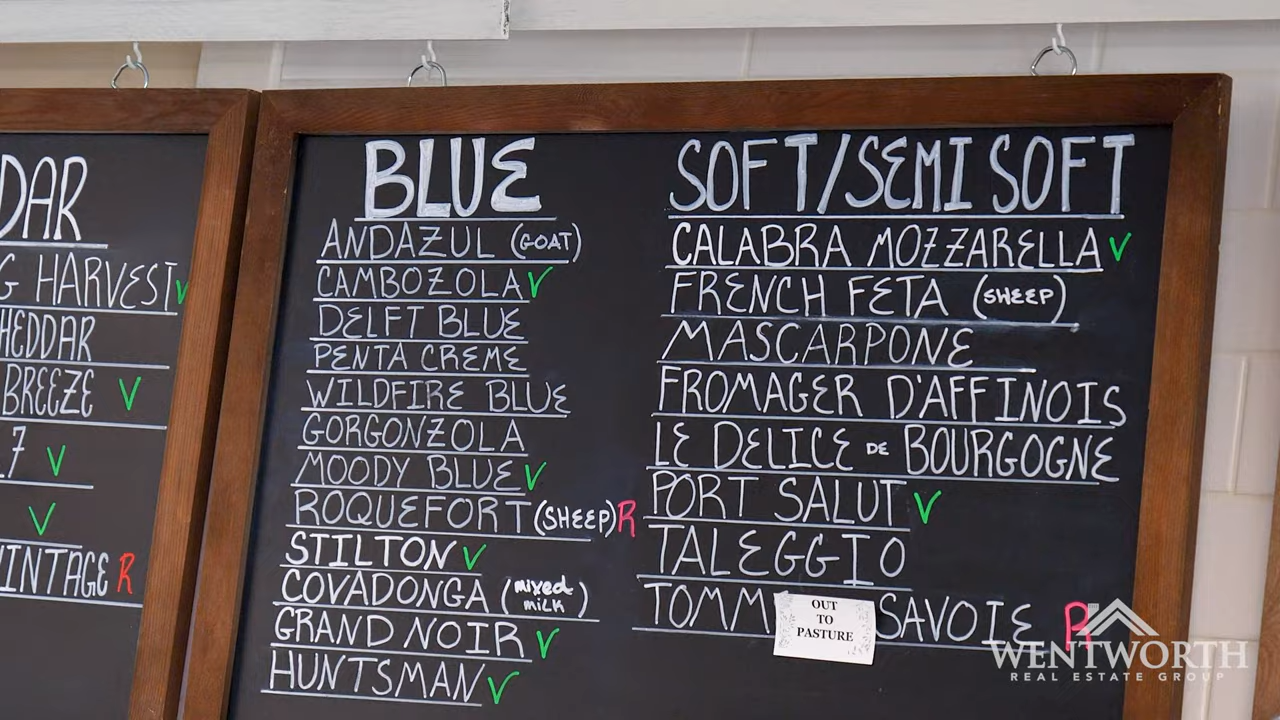 DAR
G HARVEST V
HEDDAR
BREEZE V
.7 V
V
INTAGE R
BLUE
ANDAZUL (GOAT)
CAMBOZOLA V
DELFT BLUE
PENTA CREME
WILDFIRE BLUE
GORGONZOLA
MOODY BLUE V
ROQUEFORT (SHEEP) R
STILTON V
COVADONGA (mixed milk)
GRAND NOIR V
HUNTSMAN V
SOFT/SEMI SOFT
CALABRA MOZZARELLA V
FRENCH FETA (SHEEP)
MASCARPONE
FROMAGER D'AFFINOIS
LE DELICE DE BOURGOGNE
PORT SALUT V
TALEGGIO
TOMM SAVOIE R
OUT
TO
PASTURE
WENTWORTH
REAL ESTATE GROUP